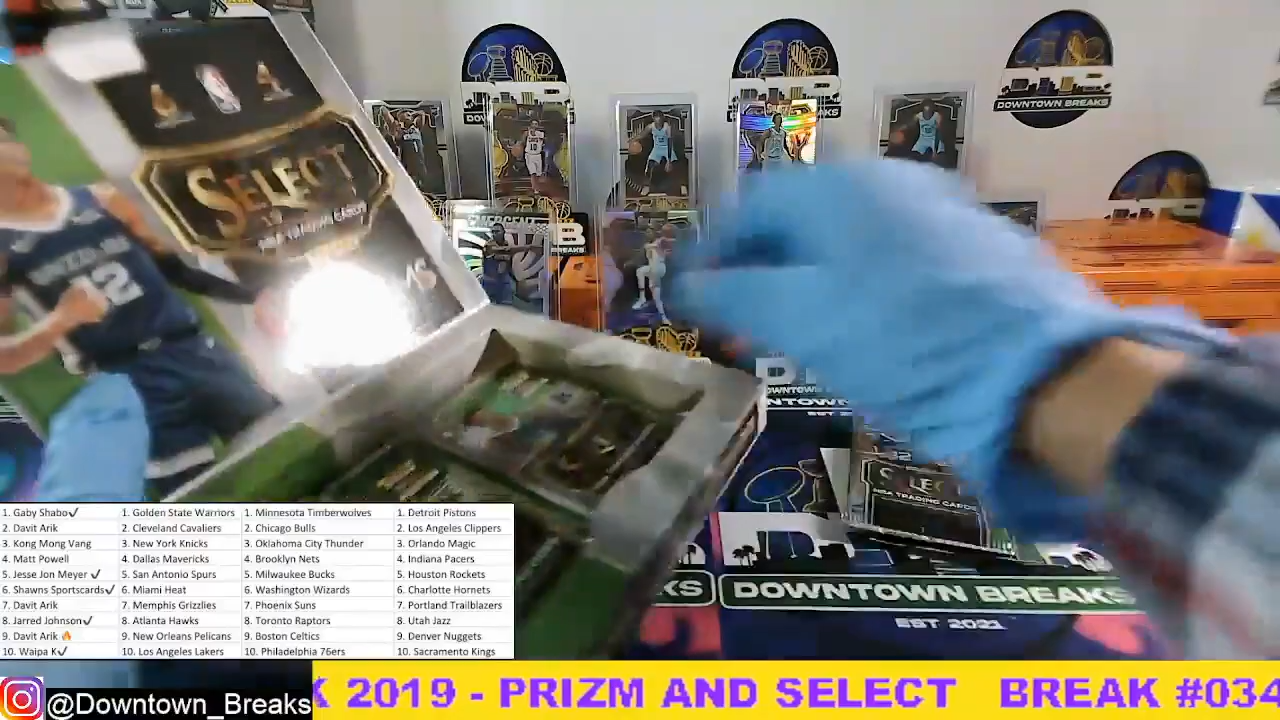 SELECT
12
DOWNTOWN BREAKS
EMERGENT
BREAKS
SELECT
NBA TRADING CARDS
DOWNTOWN BREAKS
EST 2021
1. Gaby Shabo✓ 1. Golden State Warriors 1. Minnesota Timberwolves 1. Detroit Pistons
2. Davit Arik 2. Cleveland Cavaliers 2. Chicago Bulls 2. Los Angeles Clippers
3. Kong Mong Vang 3. New York Knicks 3. Oklahoma City Thunder 3. Orlando Magic
4. Matt Powell 4. Dallas Mavericks 4. Brooklyn Nets 4. Indiana Pacers
5. Jesse Jon Meyer ✓ 5. San Antonio Spurs 5. Milwaukee Bucks 5. Houston Rockets
6. Shawns Sportscards✓ 6. Miami Heat 6. Washington Wizards 6. Charlotte Hornets
7. Davit Arik 7. Memphis Grizzlies 7. Phoenix Suns 7. Portland Trailblazers
8. Jarred Johnson✓ 8. Atlanta Hawks 8. Toronto Raptors 8. Utah Jazz
9. Davit Arik 🔥 9. New Orleans Pelicans 9. Boston Celtics 9. Denver Nuggets
10. Waipa K✓ 10. Los Angeles Lakers 10. Philadelphia 76ers 10. Sacramento Kings
@Downtown_Breaks
K 2019 - PRIZM AND SELECT BREAK #034